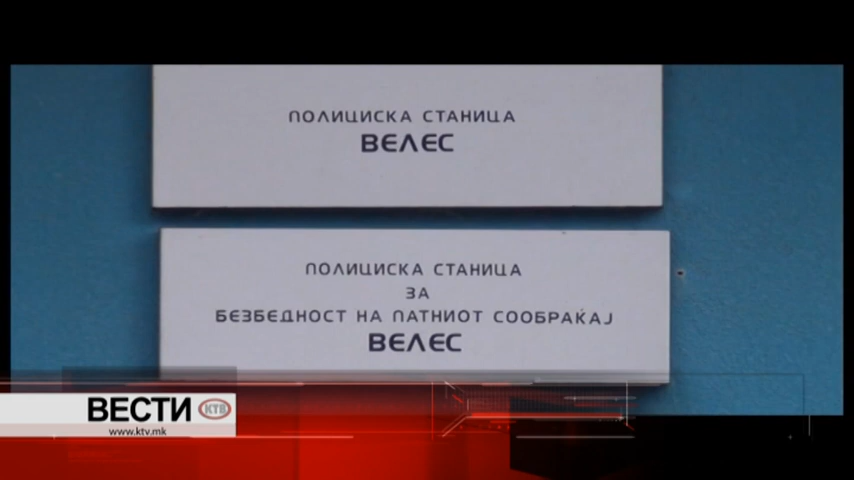 ПОЛИЦИСКА СТАНИЦА
ВЕЛЕС
ПОЛИЦИСКА СТАНИЦА
ЗА
БЕЗБЕДНОСТ НА ПАТНИОТ СООБРАЌАЈ
ВЕЛЕС
ВЕСТИ КТВ
www.ktv.mk